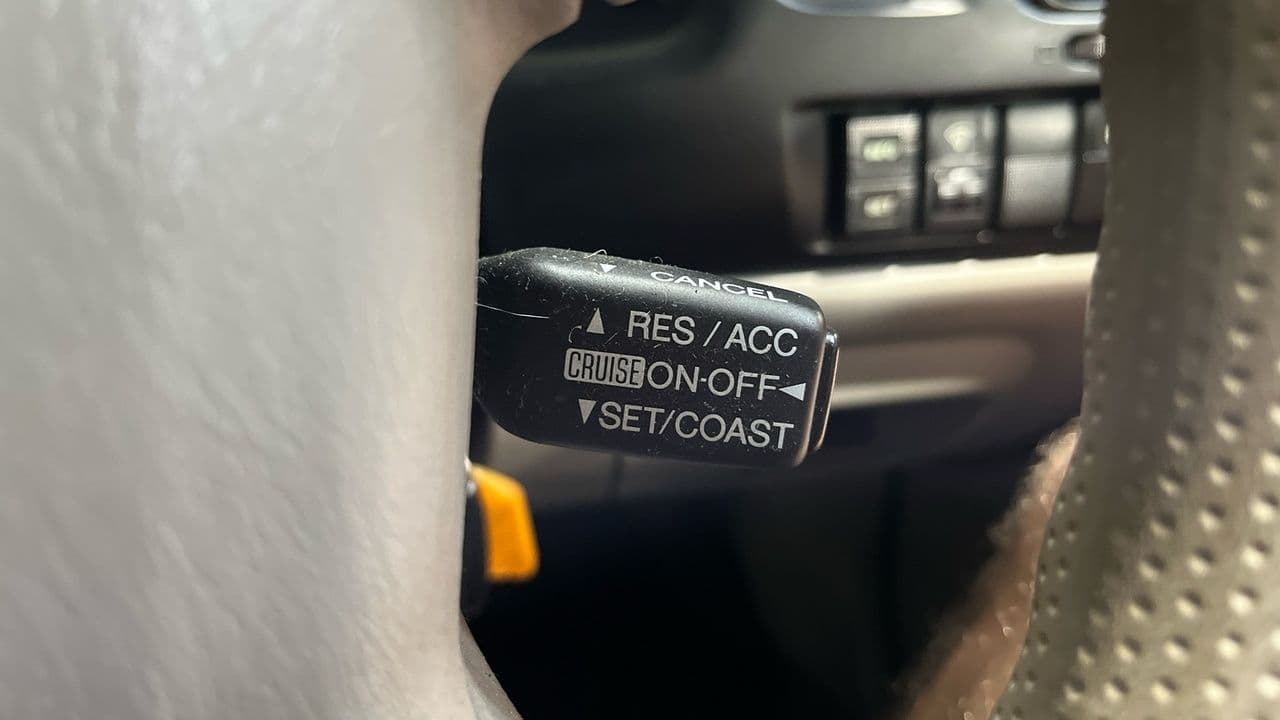 ▼ CANCEL
▲ RES / ACC
CRUISE ON-OFF◀
▼SET/COAST